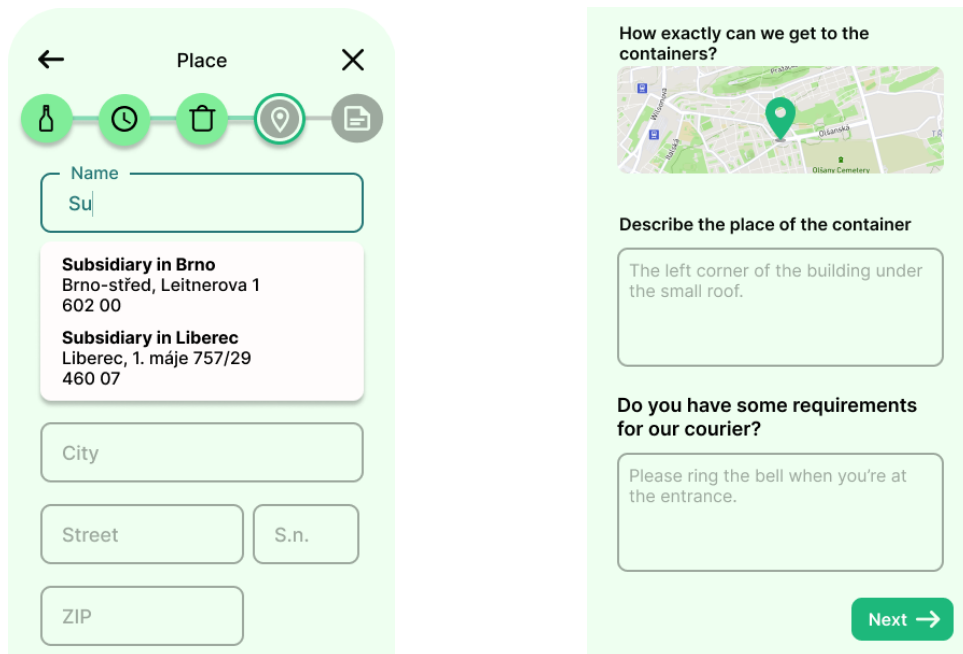 Place
Name
Su
Subsidiary in Brno
Brno-střed, Leitnerova 1
602 00
Subsidiary in Liberec
Liberec, 1. máje 757/29
460 07
City
Street
S.n.
ZIP
How exactly can we get to the
containers?
Wilsonova
Italská
Olšanská
Olšany Cemetery
Describe the place of the container
The left corner of the building under
the small roof.
Do you have some requirements
for our courier?
Please ring the bell when you're at
the entrance.
Next